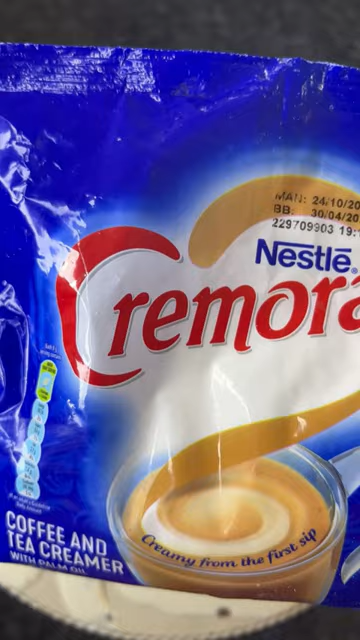 MAN: 24/10/20
BB: 30/04/20
229709903 19:
Nestlé
Cremora
COFFEE AND
TEA CREAMER
WITH PALM OIL
Creamy from the first sip